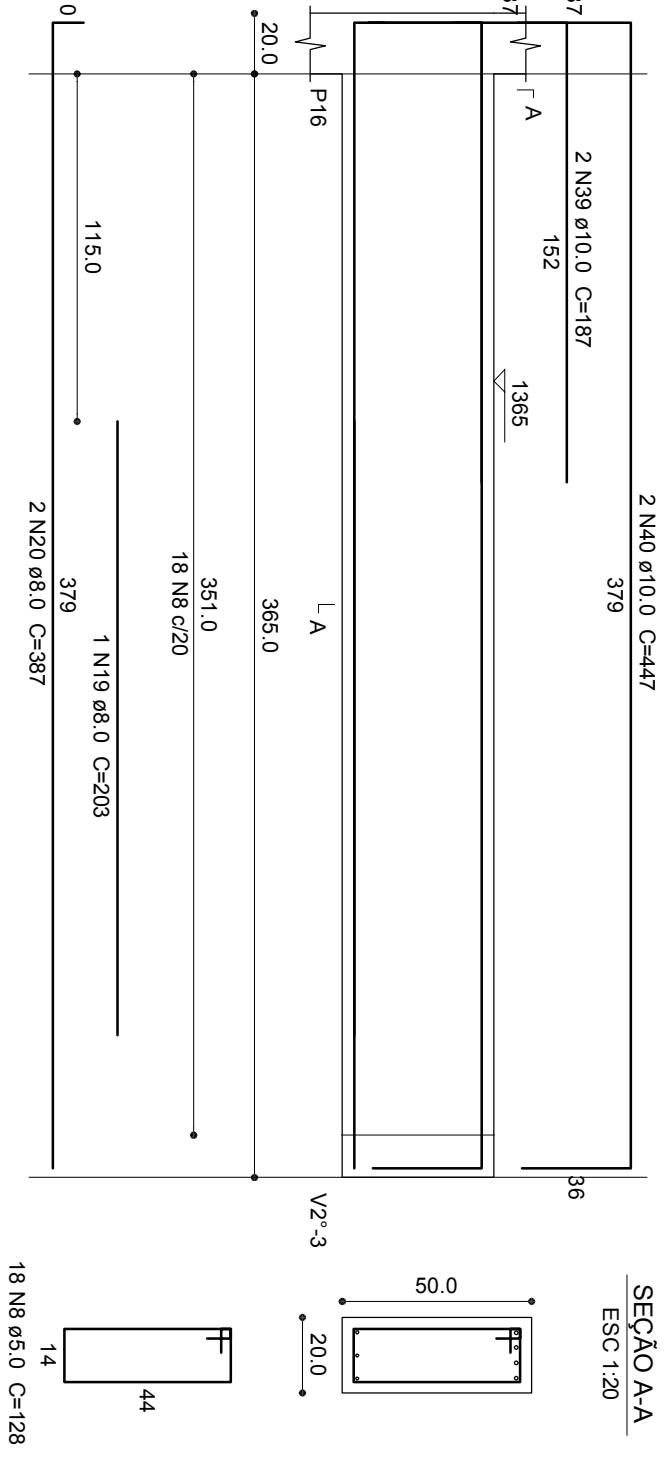 2 N40 ø10.0 C=447
379
36
37
2 N39 ø10.0 C=187
152
37
A
1365
P16
A
V2°-3
20.0
365.0
351.0
18 N8 c/20
115.0
1 N19 ø8.0 C=203
379
2 N20 ø8.0 C=387
SEÇÃO A-A
ESC 1:20
50.0
20.0
44
14
18 N8 ø5.0 C=128